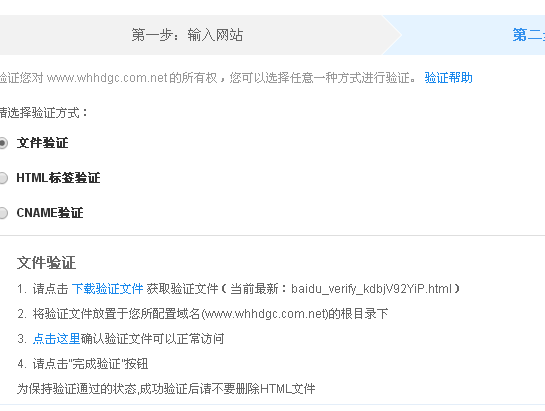 第一步：输入网站
第二
验证您对 www.whhdgc.com.net 的所有权，您可以选择任意一种方式进行验证。 验证帮助
请选择验证方式：
文件验证
HTML标签验证
CNAME验证
文件验证
1. 请点击 下载验证文件 获取验证文件（当前最新：baidu_verify_kdbjV92YiP.html）
2. 将验证文件放置于您所配置域名(www.whhdgc.com.net)的根目录下
3. 点击这里确认验证文件可以正常访问
4. 请点击“完成验证”按钮
为保持验证通过的状态,成功验证后请不要删除HTML文件